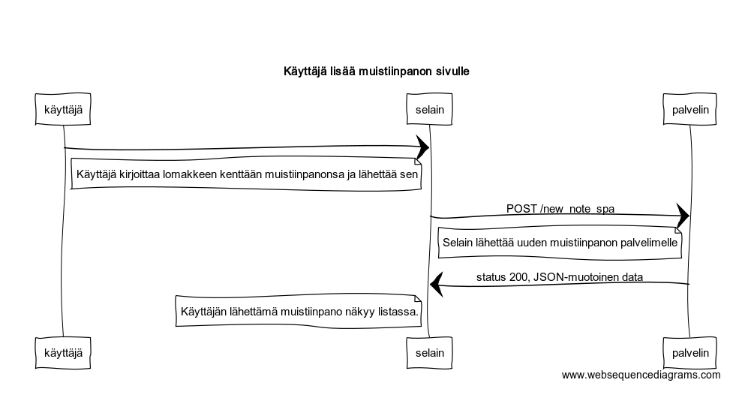 Käyttäjä lisää muistiinpanon sivulle
käyttäjä
selain
palvelin
Käyttäjä kirjoittaa lomakkeen kenttään muistiinpanonsa ja lähettää sen
POST /new_note_spa
Selain lähettää uuden muistiinpanon palvelimelle
status 200, JSON-muotoinen data
Käyttäjän lähettämä muistiinpano näkyy listassa.
käyttäjä
selain
palvelin
www.websequencediagrams.com